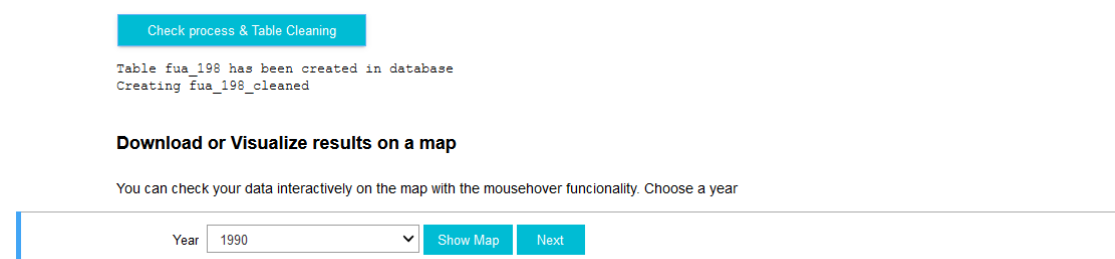 Check process & Table Cleaning
Table fua_198 has been created in database
Creating fua_198_cleaned
Download or Visualize results on a map
You can check your data interactively on the map with the mousehover funcionality. Choose a year
Year 1990 Show Map Next